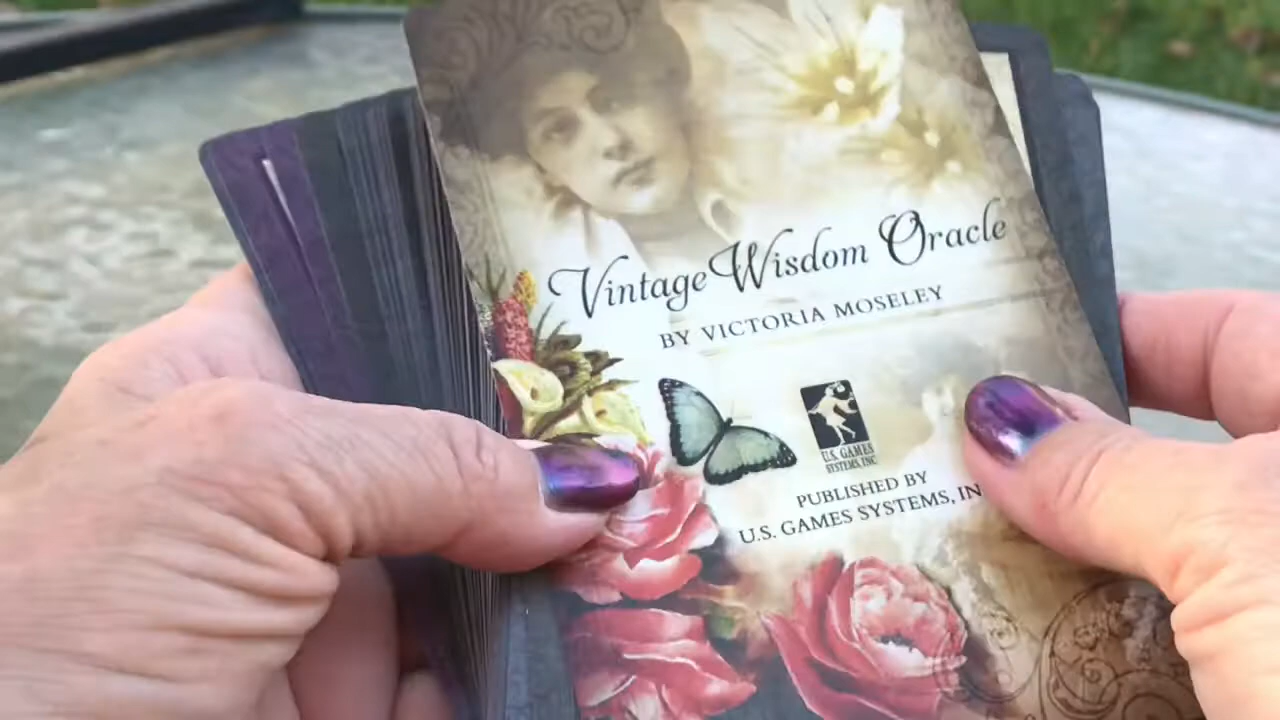 Vintage Wisdom Oracle
BY VICTORIA MOSELEY
U.S. GAMES
SYSTEMS, INC
PUBLISHED BY
U.S. GAMES SYSTEMS, IN